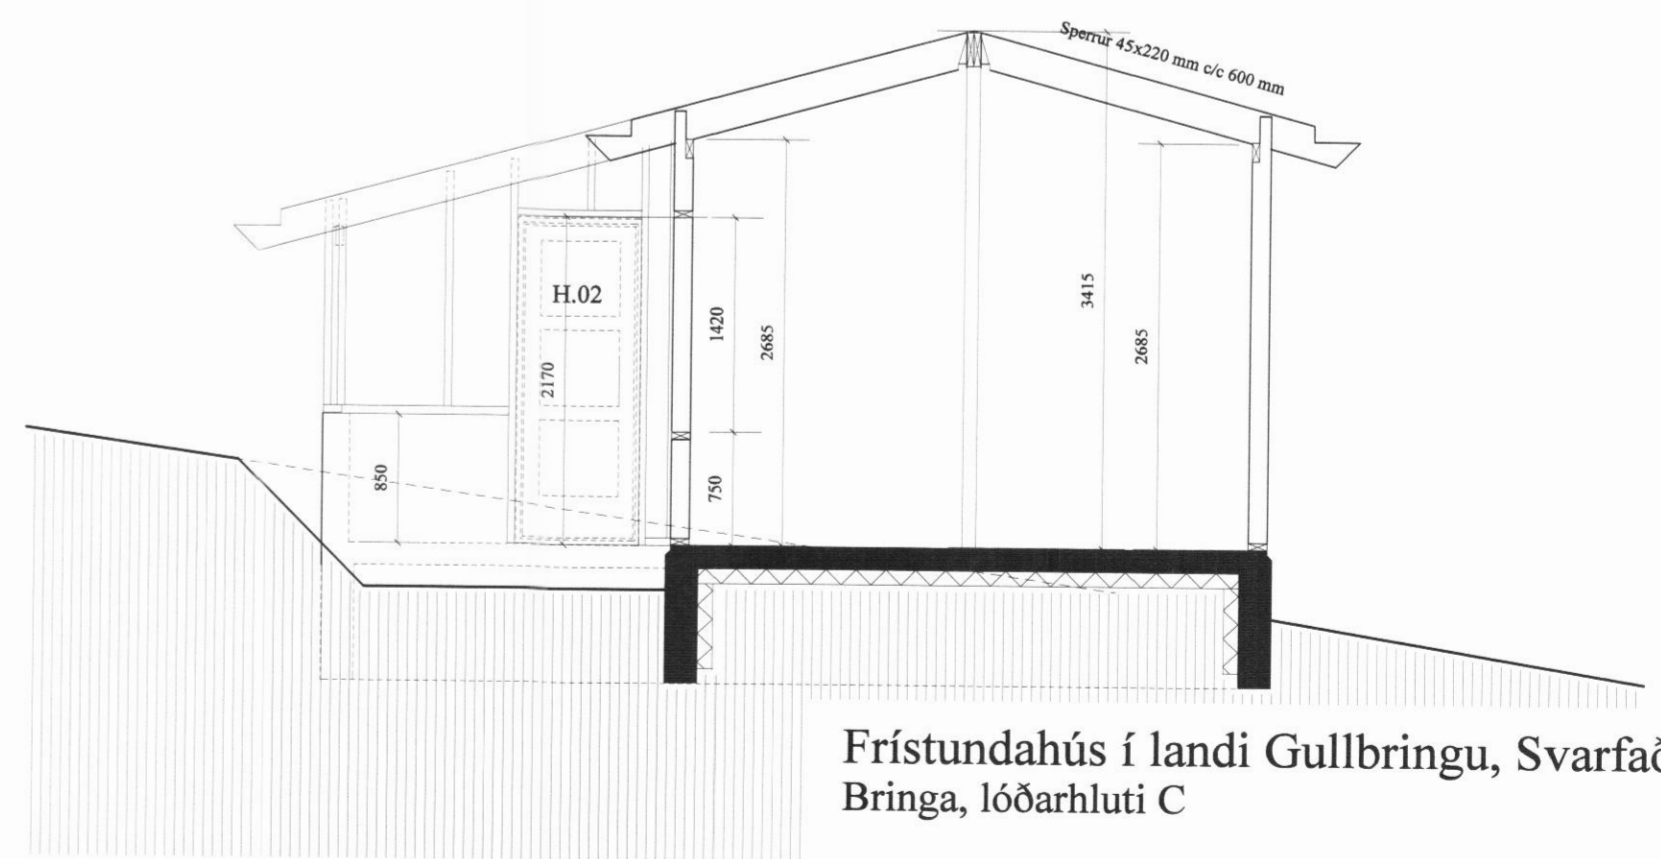 Sperrur 45x220 mm c/c 600 mm
H.02
1420
2685
3415
2685
2170
850
750
Frístundahús í landi Gullbringu, Svarfað
Bringa, lóðarhluti C